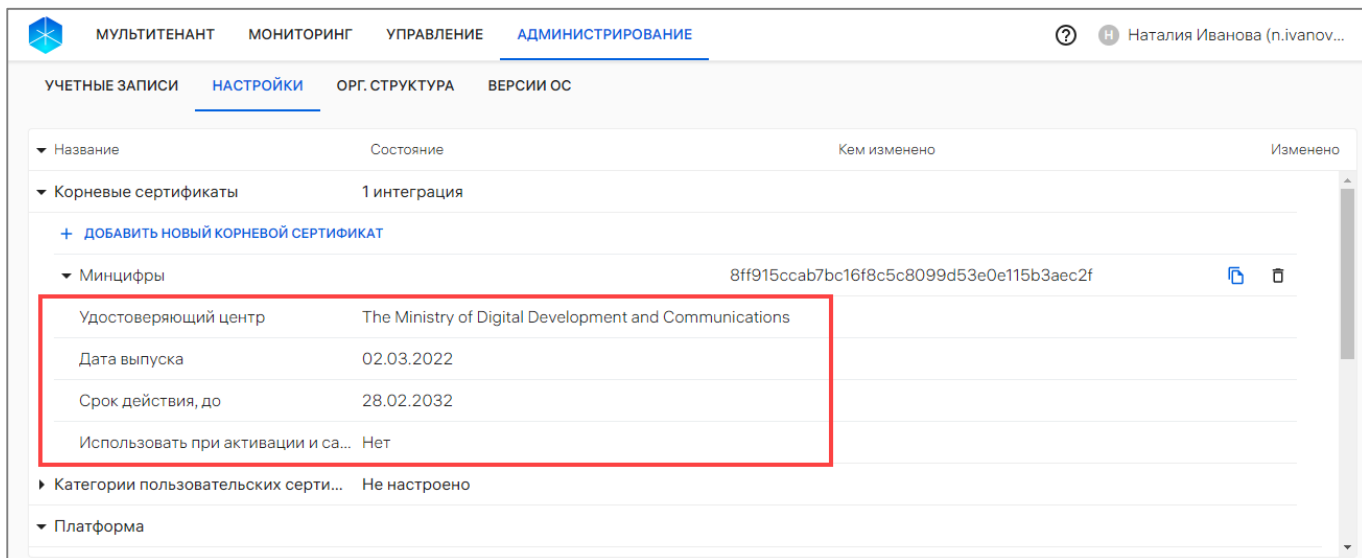 МУЛЬТИТЕНАНТ МОНИТОРИНГ УПРАВЛЕНИЕ АДМИНИСТРИРОВАНИЕ Н Наталия Иванова (n.ivanov...
УЧЕТНЫЕ ЗАПИСИ НАСТРОЙКИ ОРГ. СТРУКТУРА ВЕРСИИ ОС
Название Состояние Кем изменено Изменено
Корневые сертификаты 1 интеграция
+ ДОБАВИТЬ НОВЫЙ КОРНЕВОЙ СЕРТИФИКАТ
Минцифры 8ff915ccab7bc16f8c5c8099d53e0e115b3aec2f
Удостоверяющий центр The Ministry of Digital Development and Communications
Дата выпуска 02.03.2022
Срок действия, до 28.02.2032
Использовать при активации и са... Нет
Категории пользовательских серти... Не настроено
Платформа